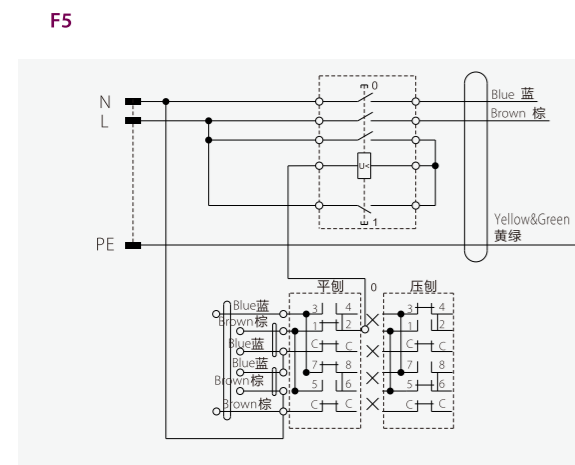 F5
0
N
Blue 蓝
L
Brown 棕
U<
1
Yellow&Green
黄绿
PE
平刨 0 压刨
Blue蓝 3 4 3 4
Brown棕 1 2 1 2
Blue蓝 C C C C
Blue蓝 7 8 7 8
Brown棕 5 6 5 6
Brown棕 C C C C